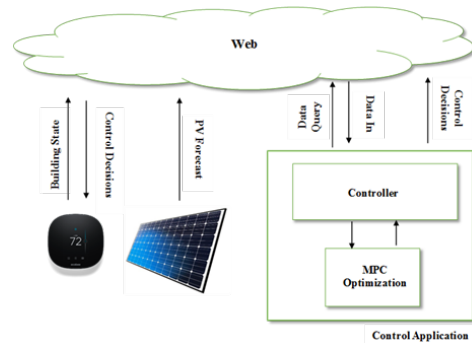 Web
Building State
Control Decisions
PV Forecast
Data
Query
Data In
Control
Decisions
Controller
72
MPC
Optimization
Control Application